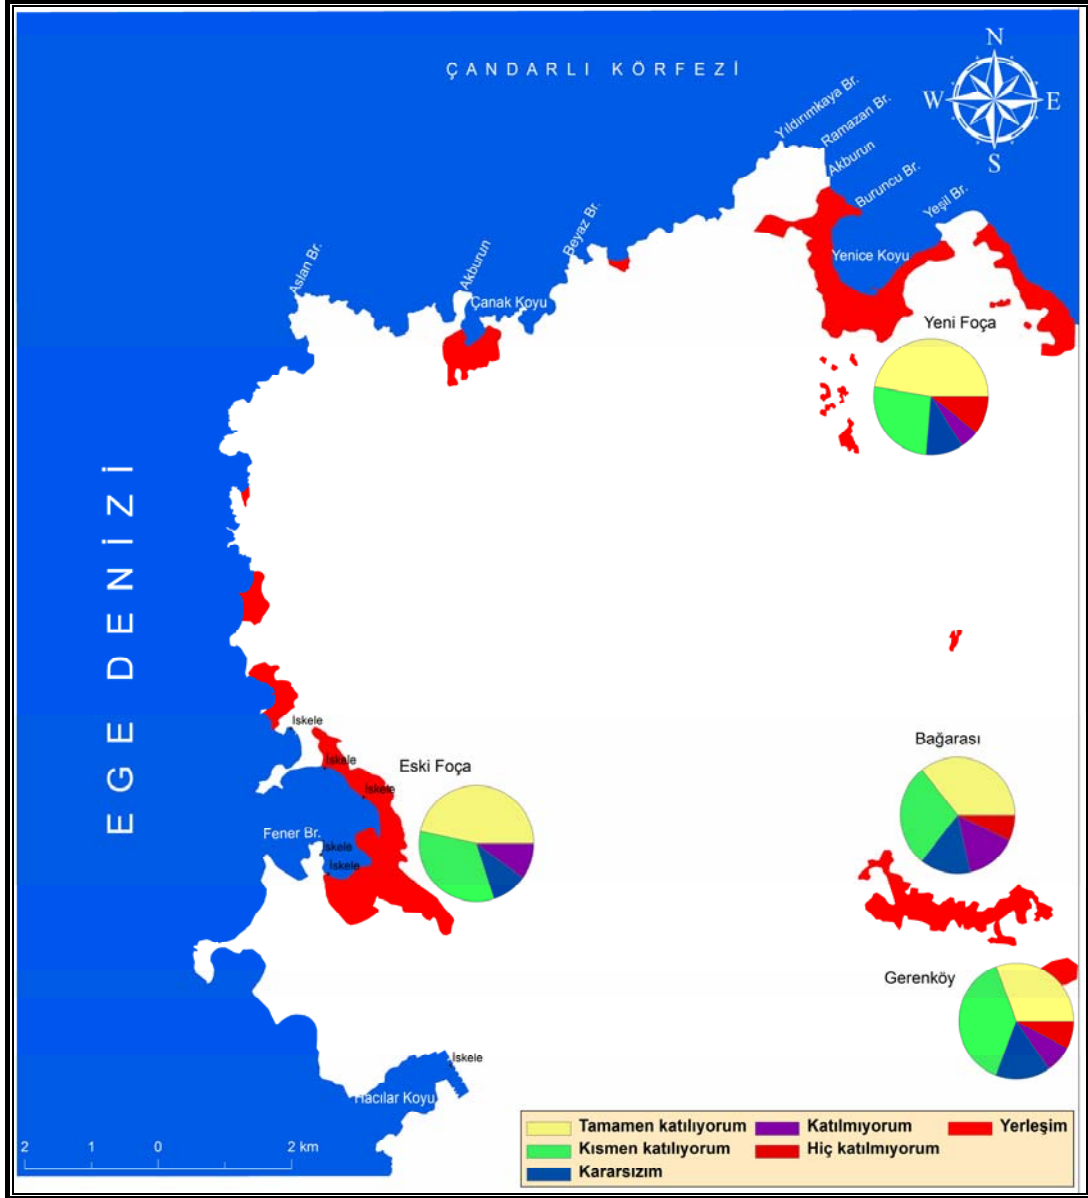 ÇANDARLI KÖRFEZİ
N
W
E
S
Yıldırımkaya Br.
Ramazan Br.
Akburun
Buruncu Br.
Yeşil Br.
Yenice Koyu
Beyaz Br.
Akburun
Çanak Koyu
Aslan Br.
Yeni Foça
EGE DENİZİ
İskele
İskele
İskele
Eski Foça
Bağarası
Fener Br.
İskele
İskele
Gerenköy
İskele
Hacılar Koyu
2 1 0 2 km
Tamamen katılıyorum Katılmıyorum Yerleşim
Kısmen katılıyorum Hiç katılmıyorum
Kararsızım